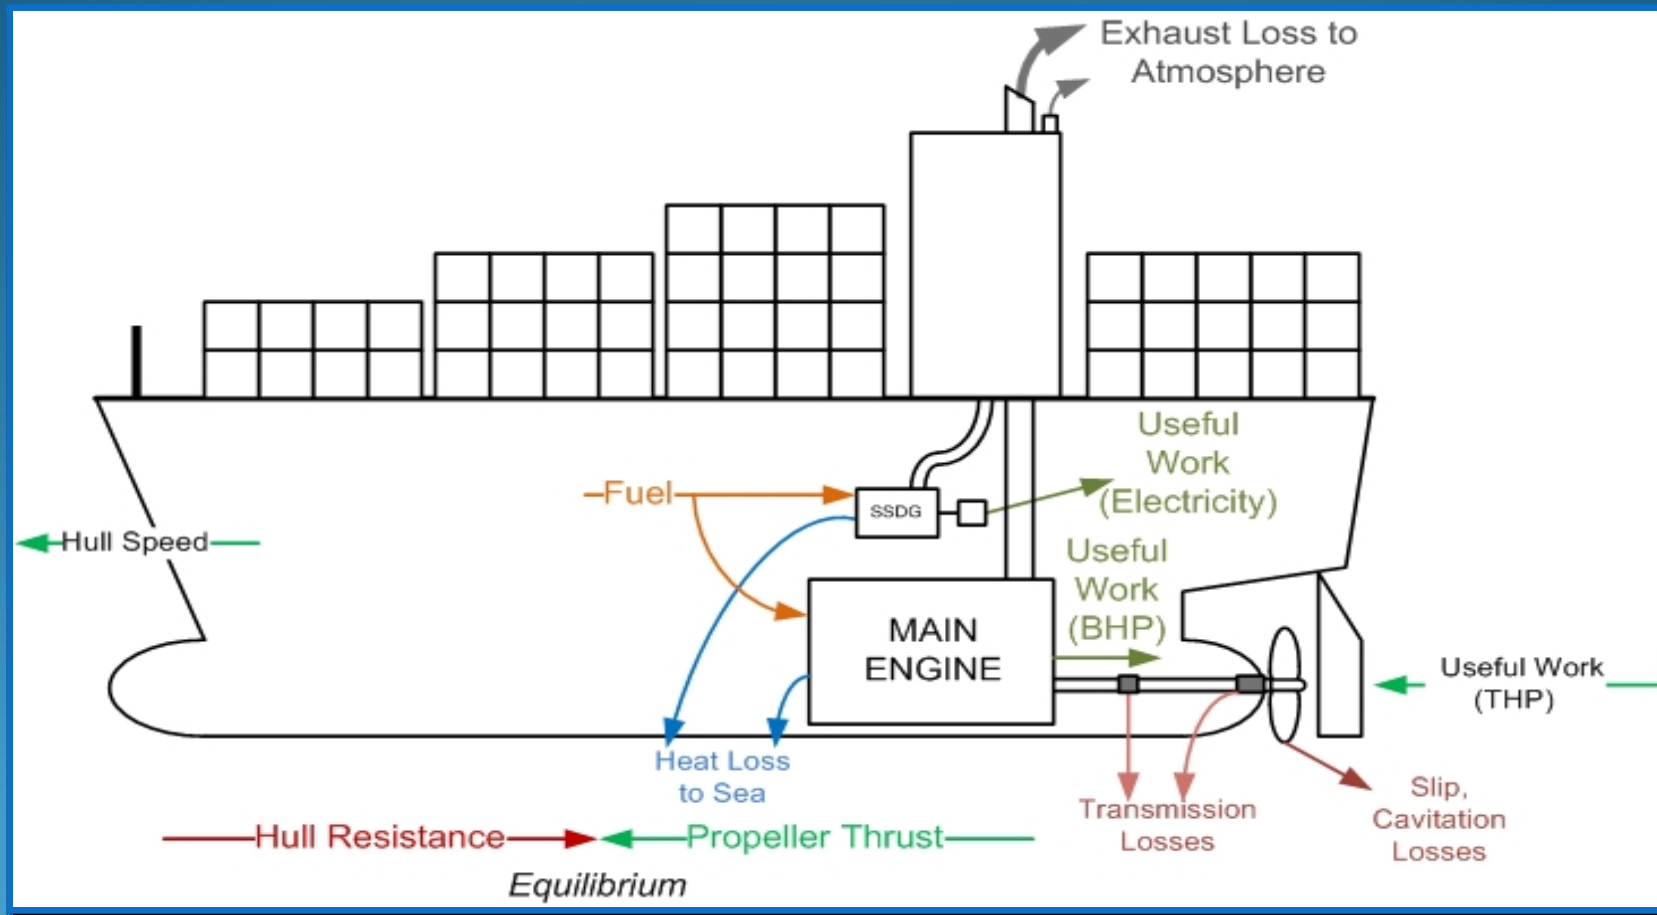 Exhaust Loss to
Atmosphere
Useful
Work
(Electricity)
Fuel
SSDG
Hull Speed
Useful
Work
(BHP)
MAIN
ENGINE
Useful Work
(THP)
Heat Loss
to Sea
Transmission
Losses
Slip,
Cavitation
Losses
Hull Resistance
Propeller Thrust
Equilibrium